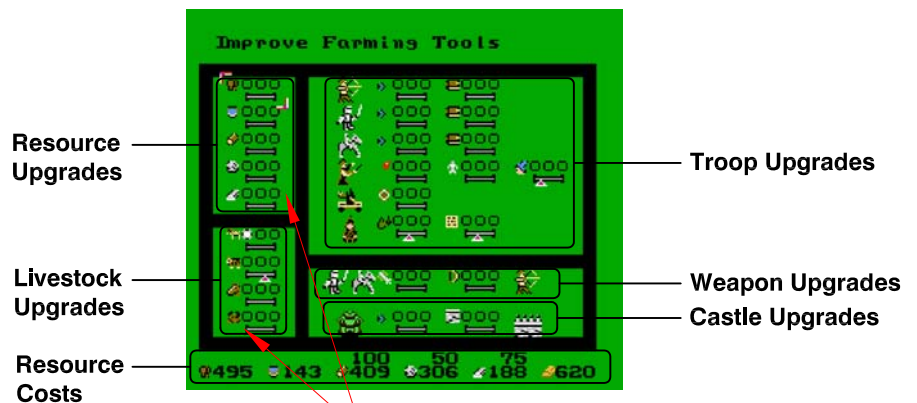 Improve Farming Tools
Resource
Upgrades
Troop Upgrades
Livestock
Upgrades
Weapon Upgrades
Castle Upgrades
Resource
Costs
100 50 75
495 143 409 306 188 620